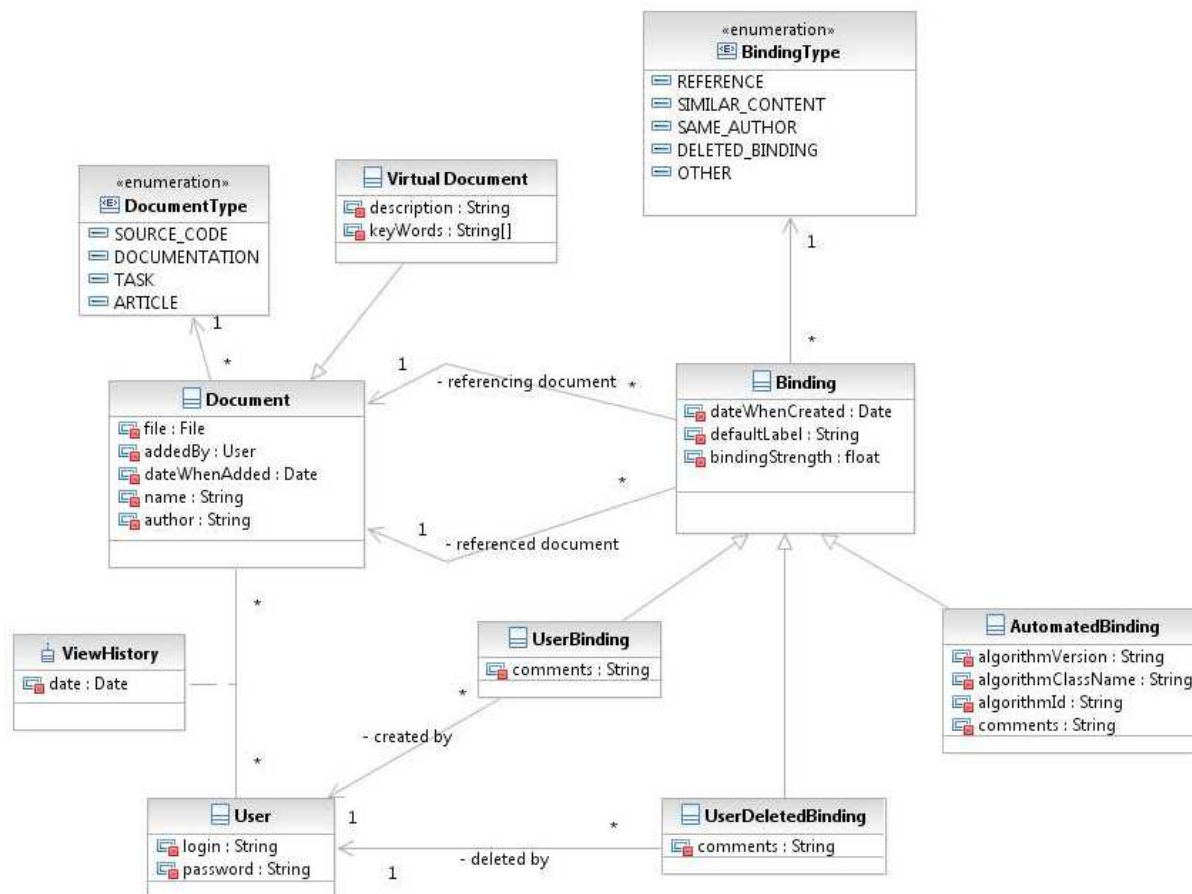 «enumeration»
BindingType
REFERENCE
SIMILAR_CONTENT
SAME_AUTHOR
DELETED_BINDING
OTHER
«enumeration»
DocumentType
SOURCE_CODE
DOCUMENTATION
TASK
ARTICLE
Virtual Document
description : String
keyWords : String[]
1
*
1
*
Document
file : File
addedBy : User
dateWhenAdded : Date
name : String
author : String
1
- referencing document
*
Binding
dateWhenCreated : Date
defaultLabel : String
bindingStrength : float
1
- referenced document
*
*
ViewHistory
date : Date
*
UserBinding
comments : String
*
- created by
1
AutomatedBinding
algorithmVersion : String
algorithmClassName : String
algorithmId : String
comments : String
User
login : String
password : String
1
- deleted by
*
UserDeletedBinding
comments : String